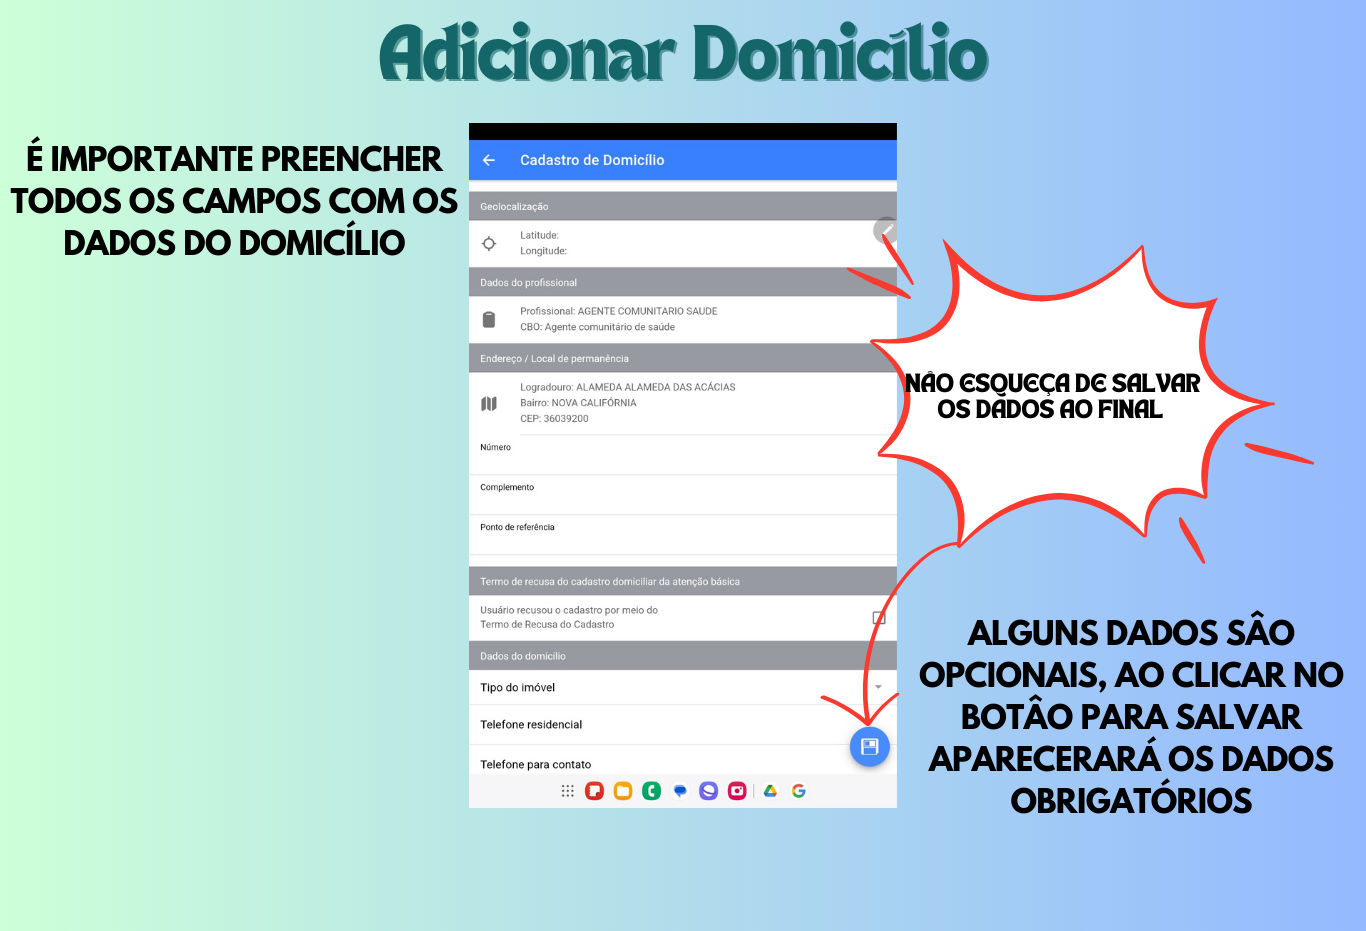 Adicionar Domicílio
É IMPORTANTE PREENCHER
TODOS OS CAMPOS COM OS
DADOS DO DOMICÍLIO
Cadastro de Domicílio
Geolocalização
Latitude:
Longitude:
Dados do profissional
Profissional: AGENTE COMUNITARIO SAUDE
CBO: Agente comunitário de saúde
Endereço / Local de permanência
Logradouro: ALAMEDA ALAMEDA DAS ACÁCIAS
Bairro: NOVA CALIFÓRNIA
CEP: 36039200
Número
Complemento
Ponto de referência
Termo de recusa do cadastro domiciliar da atenção básica
Usuário recusou o cadastro por meio do
Termo de Recusa do Cadastro
Dados do domicílio
Tipo do imóvel
Telefone residencial
Telefone para contato
NÃO ESQUEÇA DE SALVAR
OS DADOS AO FINAL
ALGUNS DADOS SÂO
OPCIONAIS, AO CLICAR NO
BOTÂO PARA SALVAR
APARECERARÁ OS DADOS
OBRIGATÓRIOS